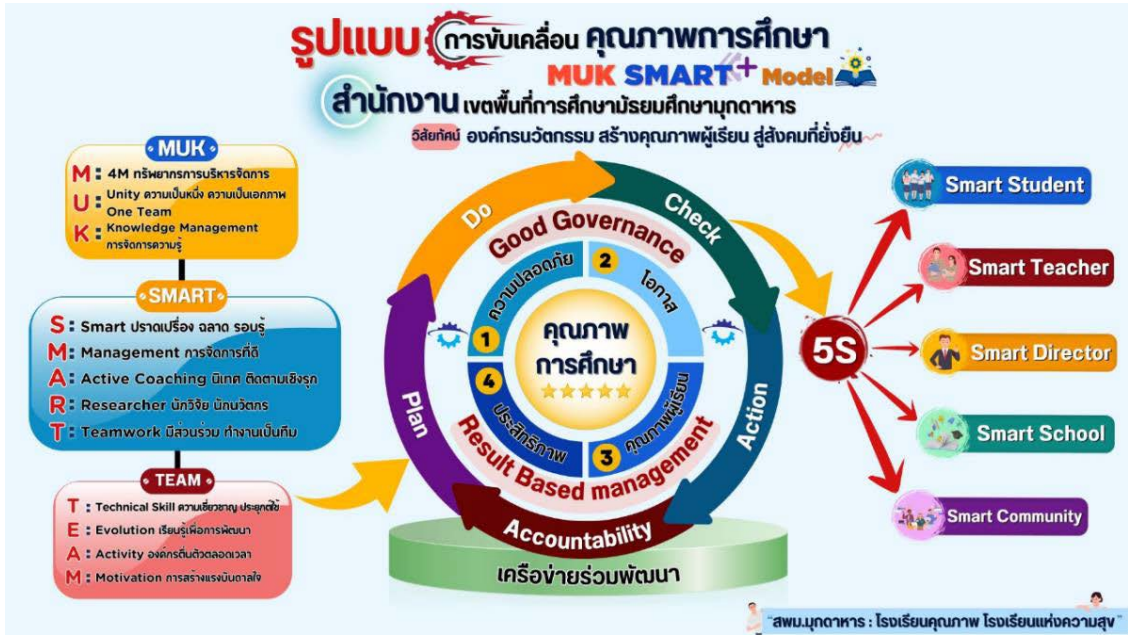 รูปแบบ การขับเคลื่อน คุณภาพการศึกษา
MUK SMART+ Model
สำนักงาน เขตพื้นที่การศึกษามัธยมศึกษามุกดาหาร
วิสัยทัศน์ องค์กรนวัตกรรม สร้างคุณภาพผู้เรียน สู่สังคมที่ยั่งยืน
MUK
M : 4M ทรัพยากรการบริหารจัดการ
U : Unity ความเป็นหนึ่ง ความเป็นเอกภาพ
One Team
K : Knowledge Management
การจัดการความรู้
SMART
S : Smart ปราดเปรื่อง ฉลาด รอบรู้
M : Management การจัดการที่ดี
A : Active Coaching นิเทศ ติดตามเชิงรุก
R : Researcher นักวิจัย นักนวัตกร
T : Teamwork มีส่วนร่วม ทำงานเป็นทีม
TEAM
T : Technical Skill ความเชี่ยวชาญ ประยุกต์ใช้
E : Evolution เรียนรู้เพื่อการพัฒนา
A : Activity องค์กรตื่นตัวตลอดเวลา
M : Motivation การสร้างแรงบันดาลใจ
Plan
Do
Check
Action
Accountability
Good Governance
Result Based management
1 ความปลอดภัย
2 โอกาส
3 คุณภาพผู้เรียน
4 ประสิทธิภาพ
คุณภาพ
การศึกษา
เครือข่ายร่วมพัฒนา
5S
Smart Student
Smart Teacher
Smart Director
Smart School
Smart Community
"สพม.มุกดาหาร : โรงเรียนคุณภาพ โรงเรียนแห่งความสุข"